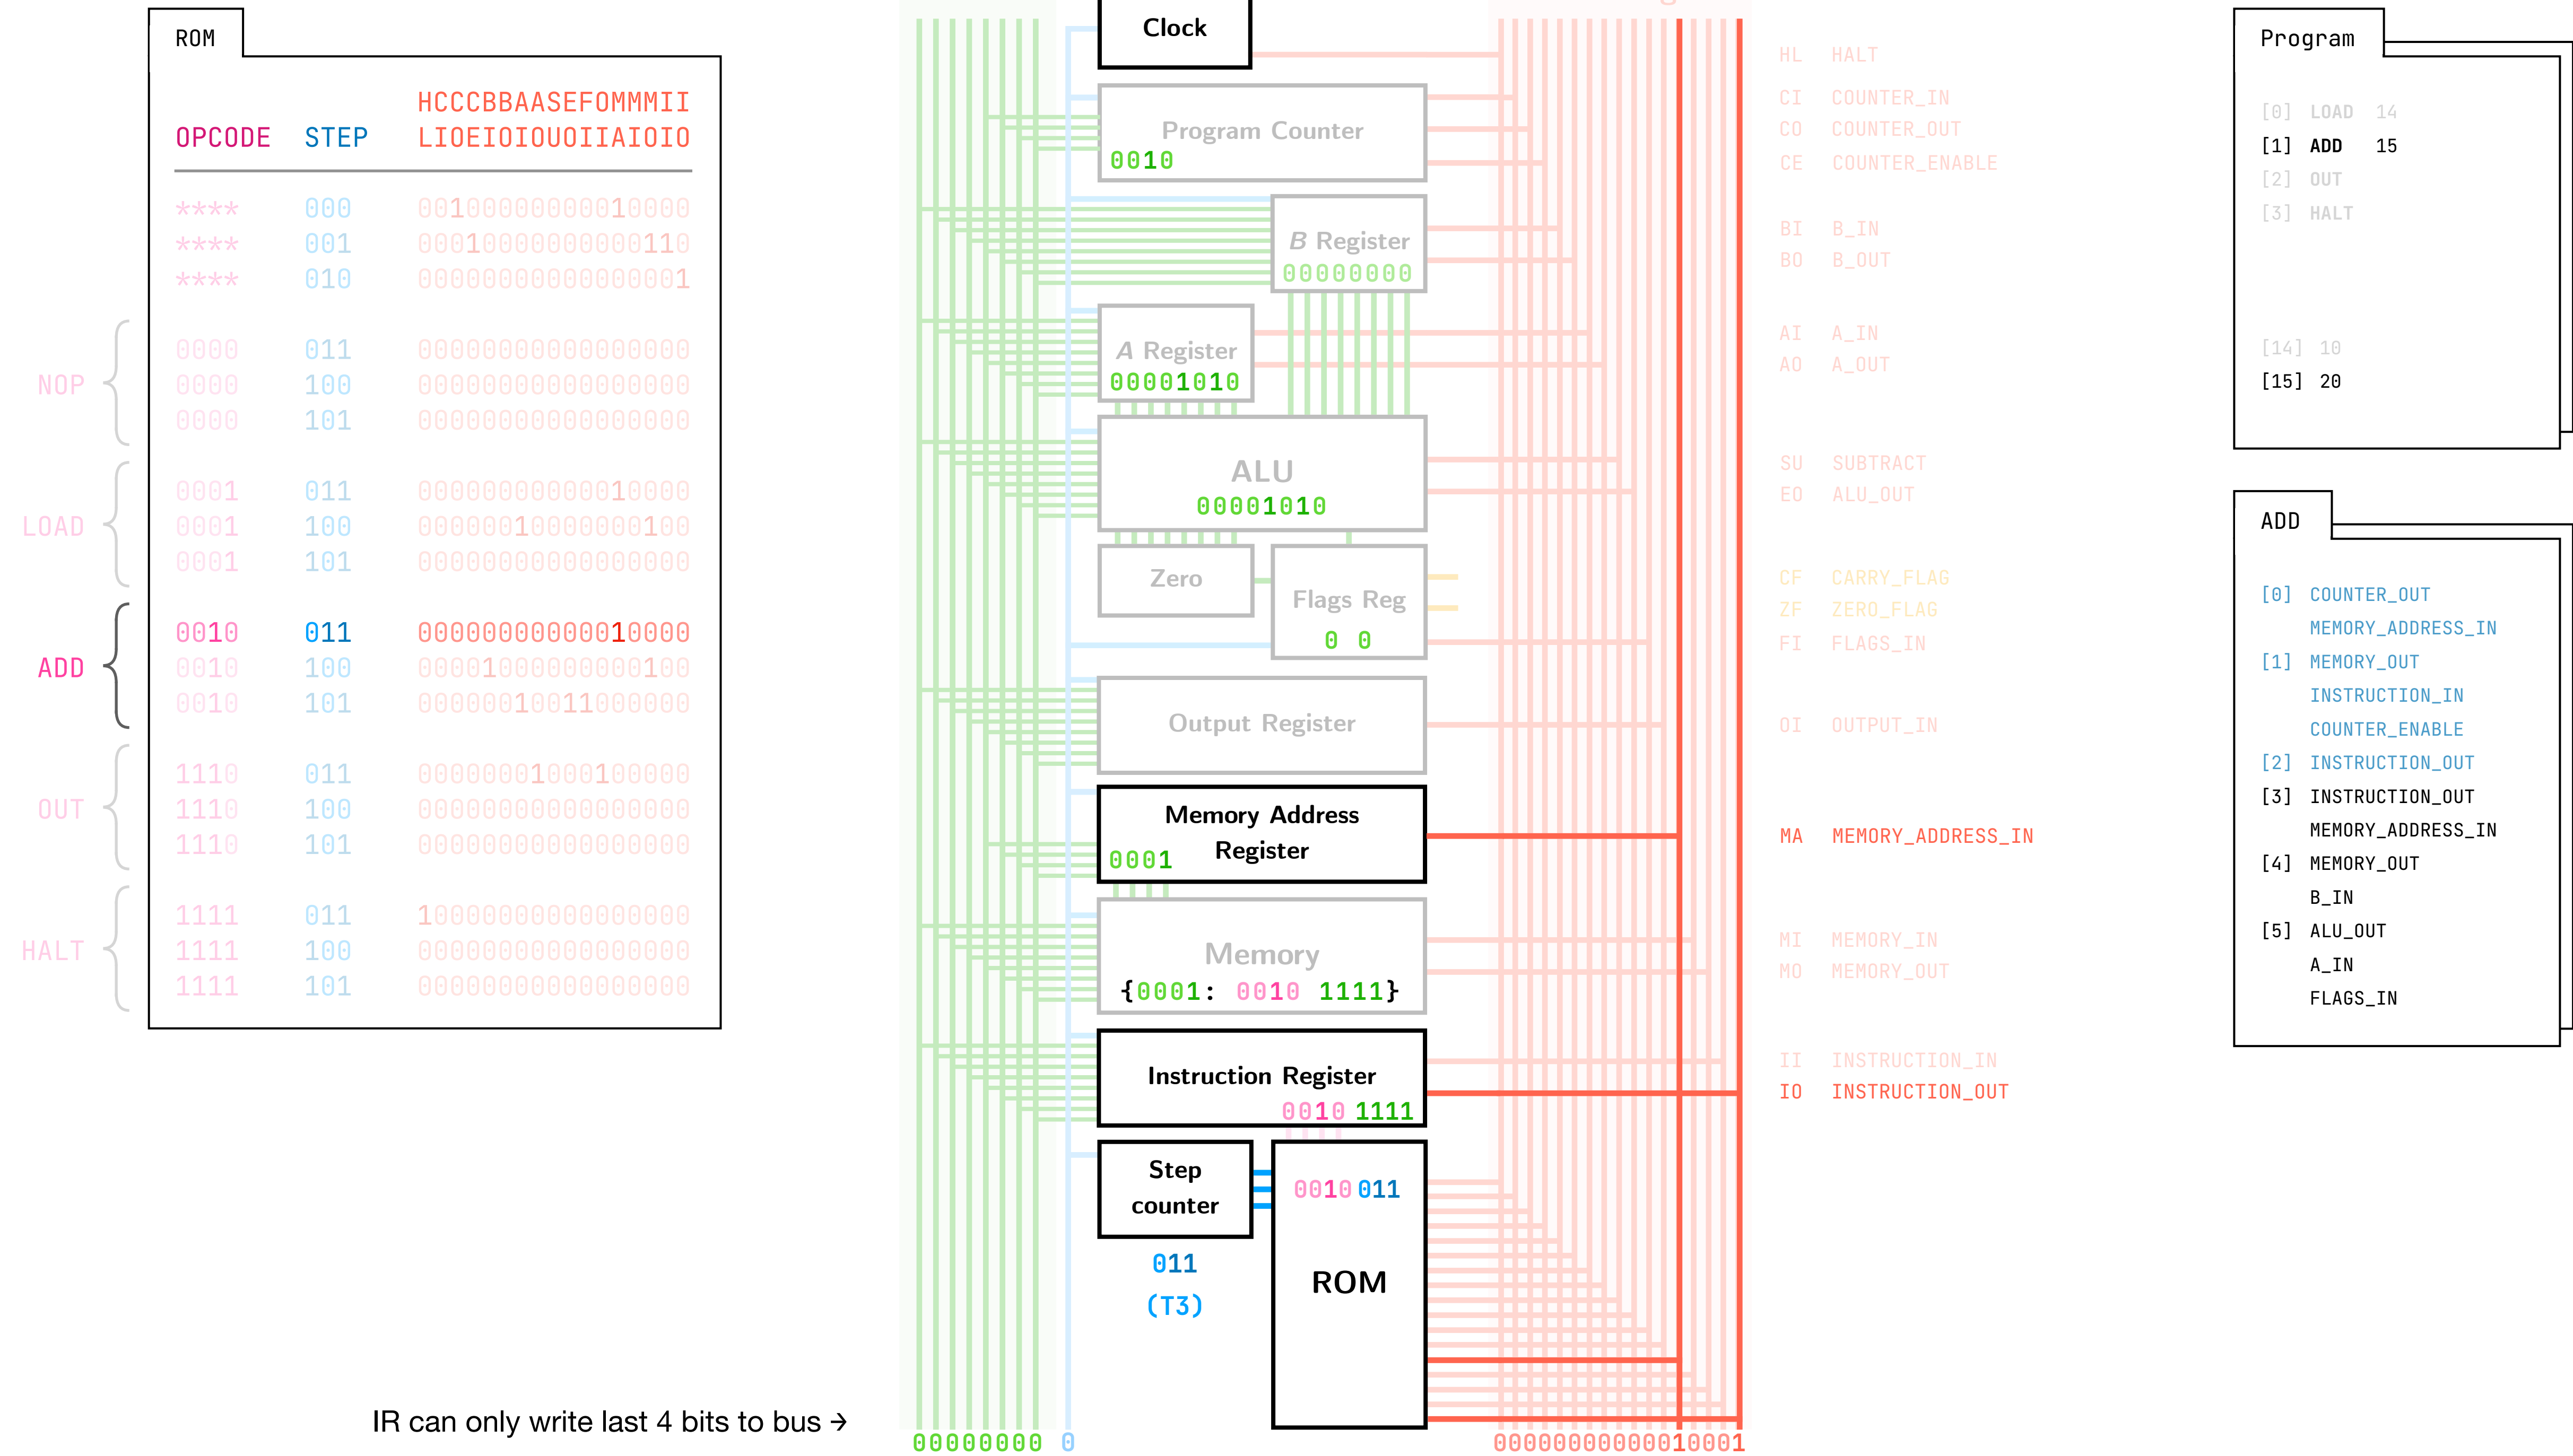 ROM
HCCCBBAASEFOMMMII
OPCODE STEP LIOEIOIOUOIIAIOIO
**** 000 00100000000010000
**** 001 00010000000000110
**** 010 00000000000000001
NOP
0000 011 00000000000000000
0000 100 00000000000000000
0000 101 00000000000000000
LOAD
0001 011 00000000000010000
0001 100 00000010000000100
0001 101 00000000000000000
ADD
0010 011 00000000000010000
0010 100 00001000000000100
0010 101 00000010011000000
OUT
1110 011 00000001000100000
1110 100 00000000000000000
1110 101 00000000000000000
HALT
1111 011 10000000000000000
1111 100 00000000000000000
1111 101 00000000000000000
IR can only write last 4 bits to bus →
Clock
Program Counter
0010
B Register
00000000
A Register
00001010
ALU
00001010
Zero
Flags Reg
0 0
Output Register
Memory Address
Register
0001
Memory
{0001: 0010 1111}
Instruction Register
0010 1111
Step
counter
011
(T3)
0010 011
ROM
00000000 0 00000000000010001
HL HALT
CI COUNTER_IN
CO COUNTER_OUT
CE COUNTER_ENABLE
BI B_IN
BO B_OUT
AI A_IN
AO A_OUT
SU SUBTRACT
EO ALU_OUT
CF CARRY_FLAG
ZF ZERO_FLAG
FI FLAGS_IN
OI OUTPUT_IN
MA MEMORY_ADDRESS_IN
MI MEMORY_IN
MO MEMORY_OUT
II INSTRUCTION_IN
IO INSTRUCTION_OUT
Program
[0] LOAD 14
[1] ADD 15
[2] OUT
[3] HALT
[14] 10
[15] 20
ADD
[0] COUNTER_OUT
MEMORY_ADDRESS_IN
[1] MEMORY_OUT
INSTRUCTION_IN
COUNTER_ENABLE
[2] INSTRUCTION_OUT
[3] INSTRUCTION_OUT
MEMORY_ADDRESS_IN
[4] MEMORY_OUT
B_IN
[5] ALU_OUT
A_IN
FLAGS_IN